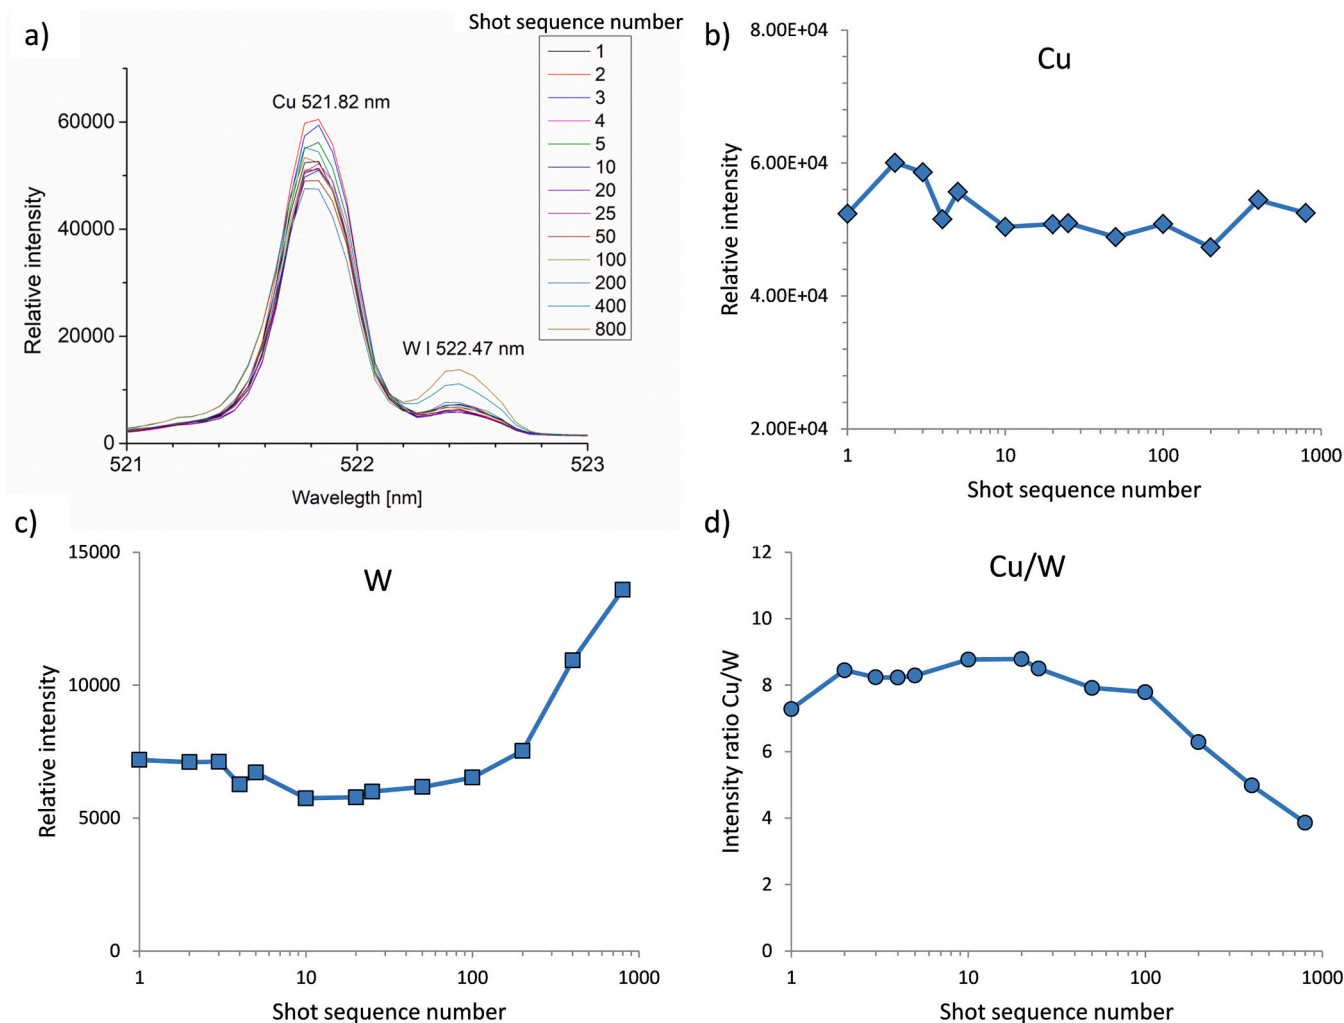 a)
Shot sequence number
1
2
3
4
5
10
20
25
50
100
200
400
800
Cu 521.82 nm
W I 522.47 nm
Relative intensity
60000
40000
20000
0
521
522
523
Wavelegth [nm]
b)
Cu
Relative intensity
8.00E+04
6.00E+04
4.00E+04
2.00E+04
1
10
100
1000
Shot sequence number
c)
W
Relative intensity
15000
10000
5000
0
1
10
100
1000
Shot sequence number
d)
Cu/W
Intensity ratio Cu/W
12
10
8
6
4
2
0
1
10
100
1000
Shot sequence number